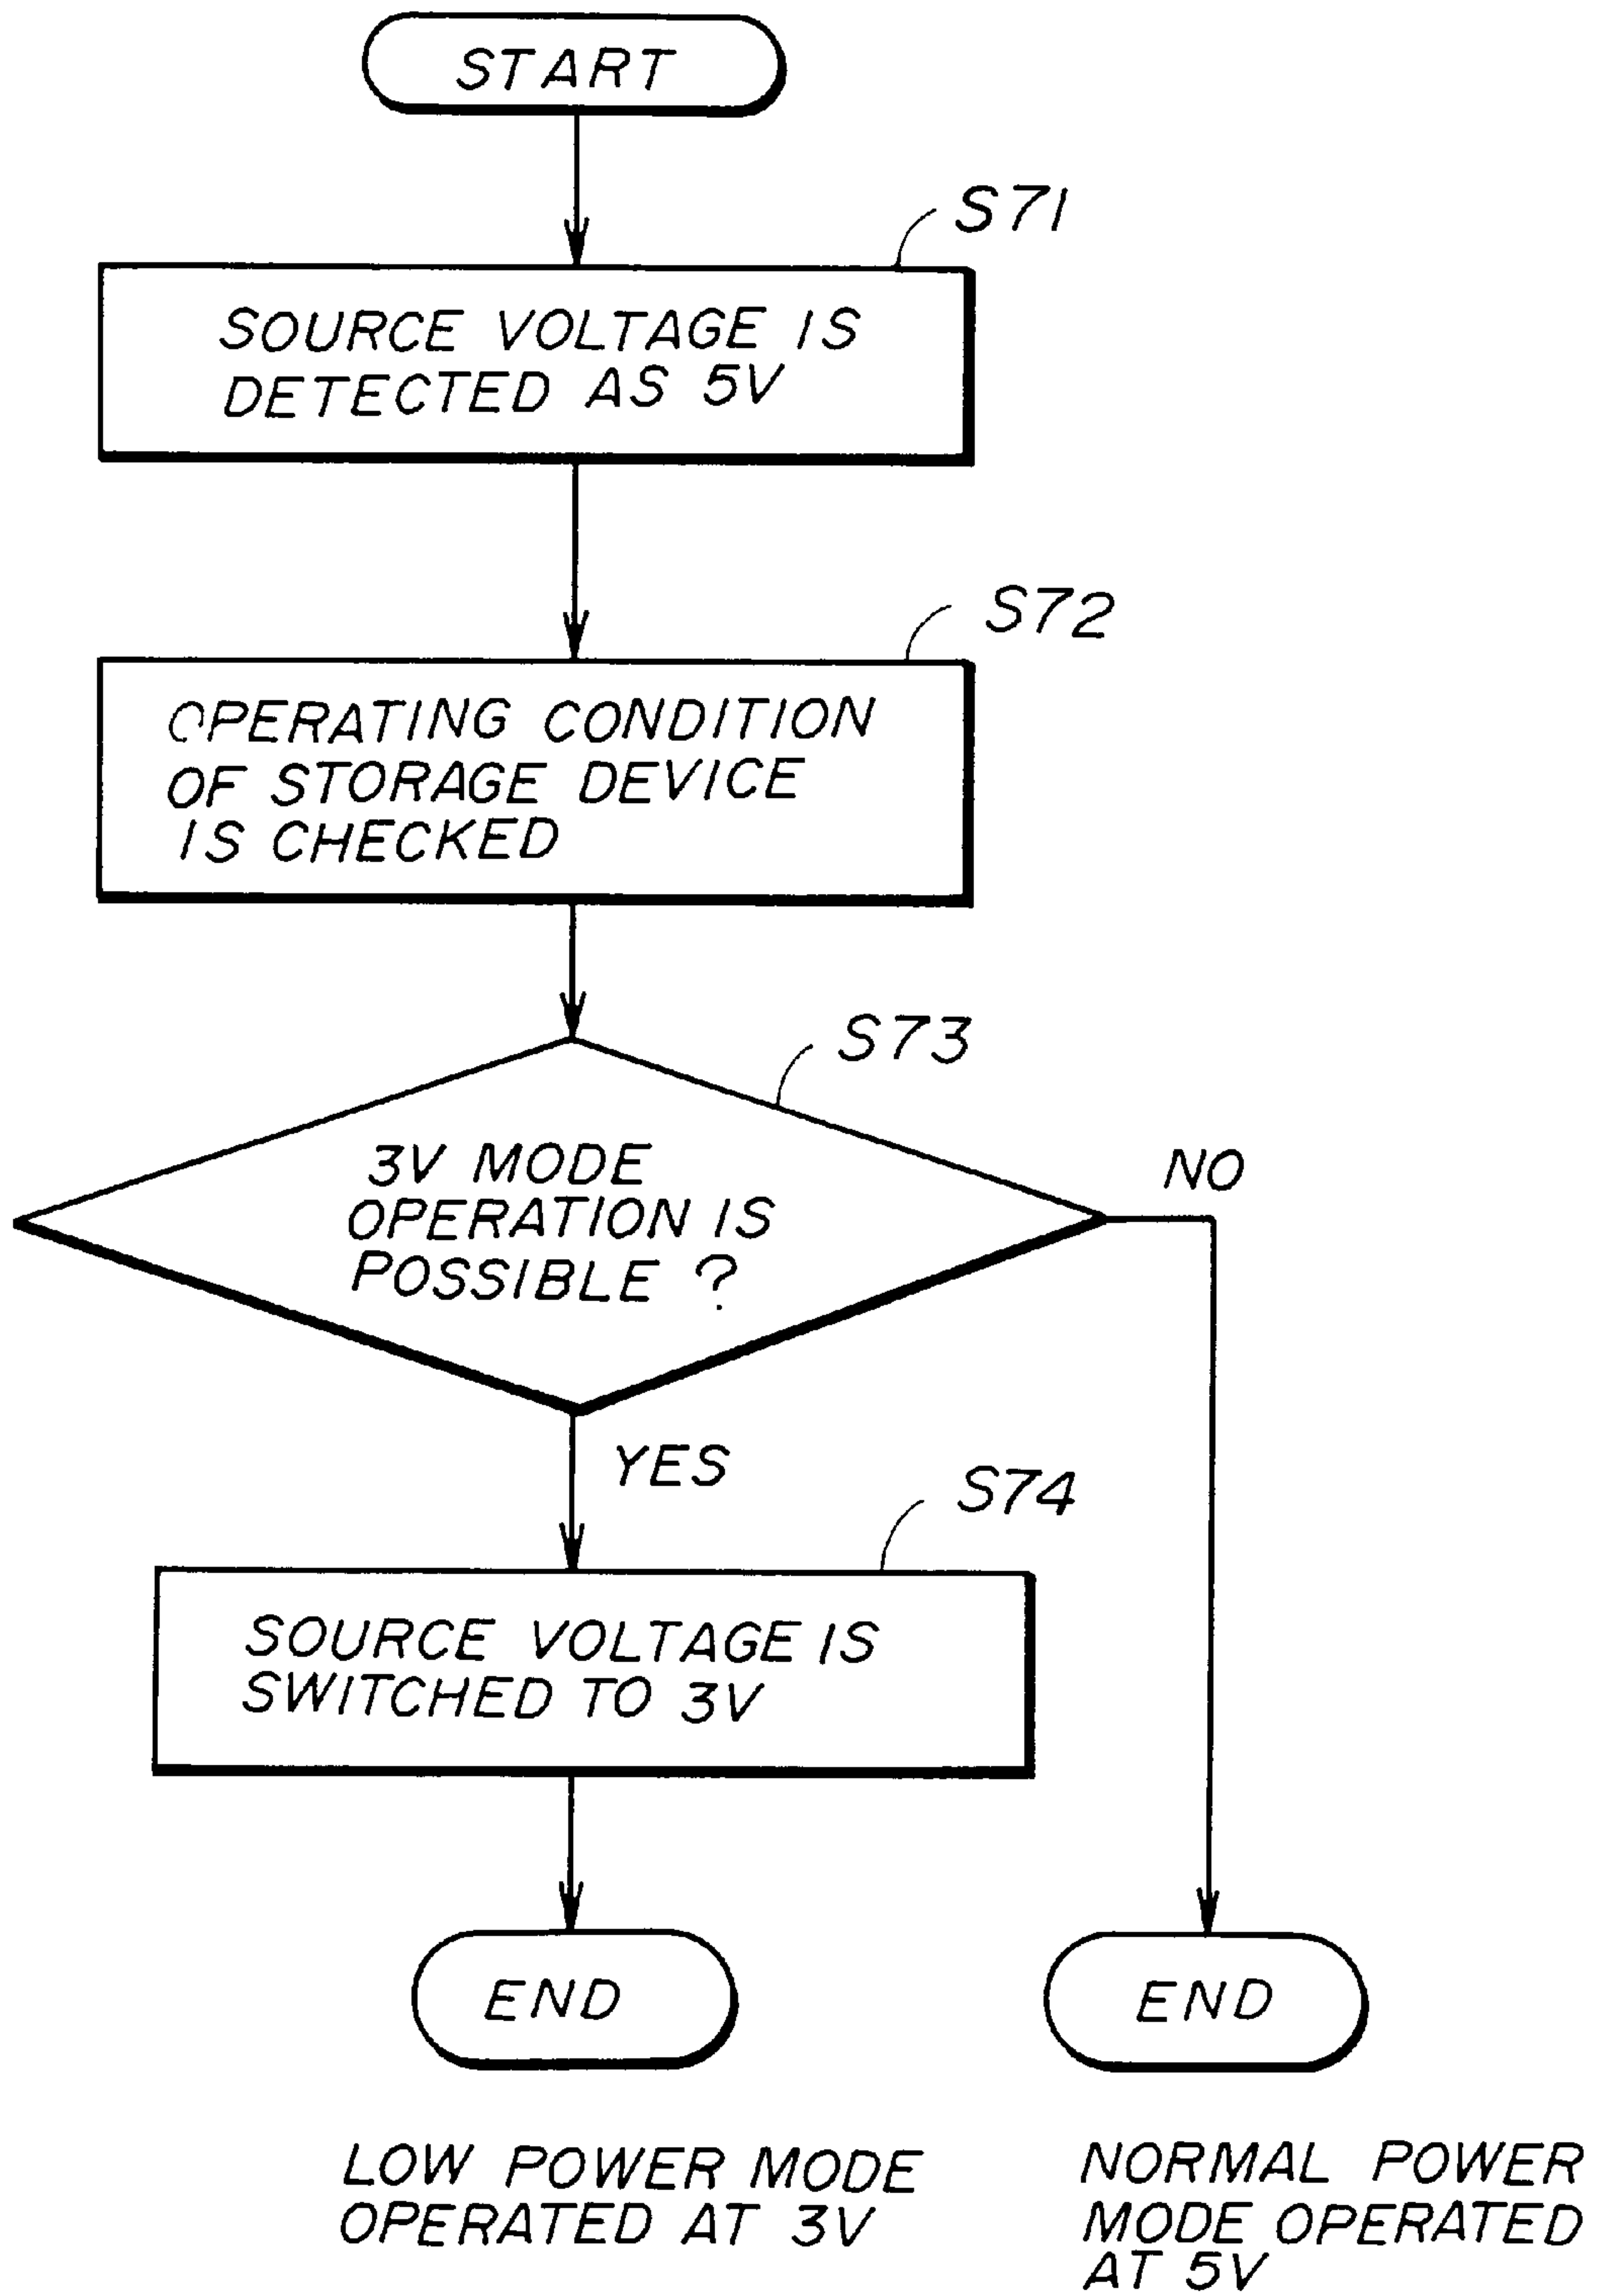 START
S71
SOURCE VOLTAGE IS
DETECTED AS 5V
S72
OPERATING CONDITION
OF STORAGE DEVICE
IS CHECKED
S73
3V MODE
OPERATION IS
POSSIBLE ?
NO
YES
S74
SOURCE VOLTAGE IS
SWITCHED TO 3V
END
END
LOW POWER MODE
OPERATED AT 3V
NORMAL POWER
MODE OPERATED
AT 5V